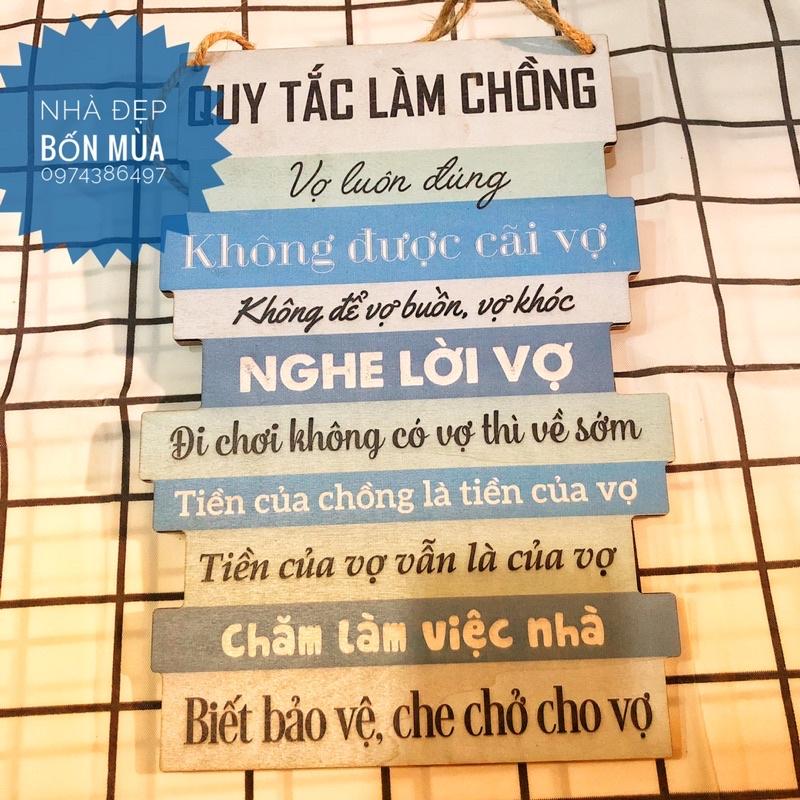 NHÀ ĐẸP
BỐN MÙA
0974386497
QUY TẮC LÀM CHỒNG
Vợ luôn đúng
Không được cãi vợ
Không để vợ buồn, vợ khóc
NGHE LỜI VỢ
Đi chơi không có vợ thì về sớm
Tiền của chồng là tiền của vợ
Tiền của vợ vẫn là của vợ
Chăm làm việc nhà
Biết bảo vệ, che chở cho vợ